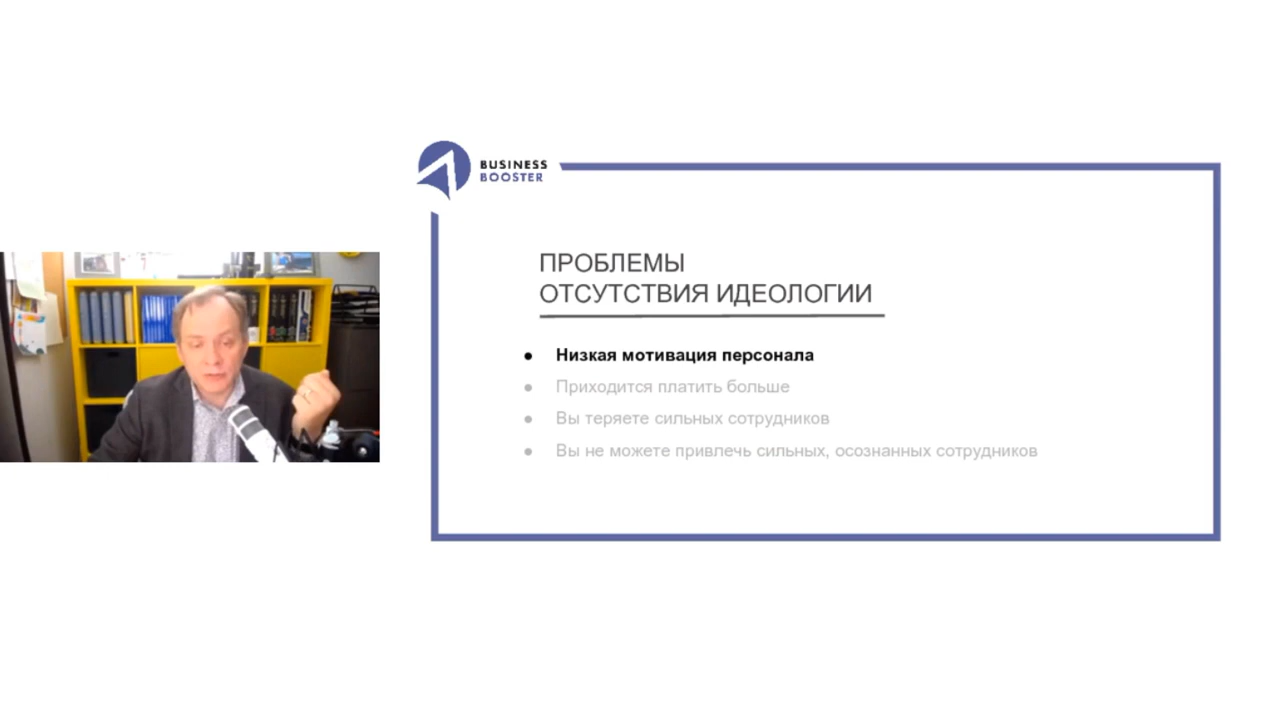 BUSINESS
BOOSTER
ПРОБЛЕМЫ
ОТСУТСТВИЯ ИДЕОЛОГИИ
Низкая мотивация персонала
Приходится платить больше
Вы теряете сильных сотрудников
Вы не можете привлечь сильных, осознанных сотрудников